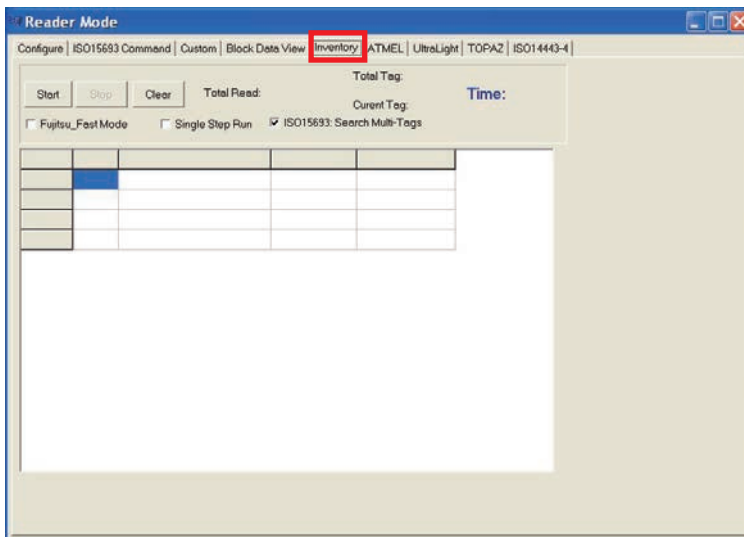 Reader Mode
Configure ISO15693 Command Custom Block Data View Inventory ATMEL UltraLight TOPAZ ISO14443-4
Total Tag:
Start Stop Clear Total Read: Time:
Curent Tag:
Fujitsu_Fast Mode Single Step Run ISO15693: Search Multi-Tags